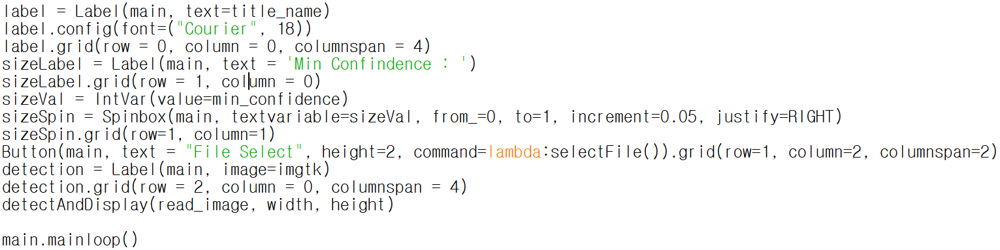 label = Label(main, text=title_name)
label.config(font=("Courier", 18))
label.grid(row = 0, column = 0, columnspan = 4)
sizeLabel = Label(main, text = 'Min Confindence : ')
sizeLabel.grid(row = 1, column = 0)
sizeVal = IntVar(value=min_confidence)
sizeSpin = Spinbox(main, textvariable=sizeVal, from_=0, to=1, increment=0.05, justify=RIGHT)
sizeSpin.grid(row=1, column=1)
Button(main, text = "File Select", height=2, command=lambda:selectFile()).grid(row=1, column=2, columnspan=2)
detection = Label(main, image=imgtk)
detection.grid(row = 2, column = 0, columnspan = 4)
detectAndDisplay(read_image, width, height)
main.mainloop()